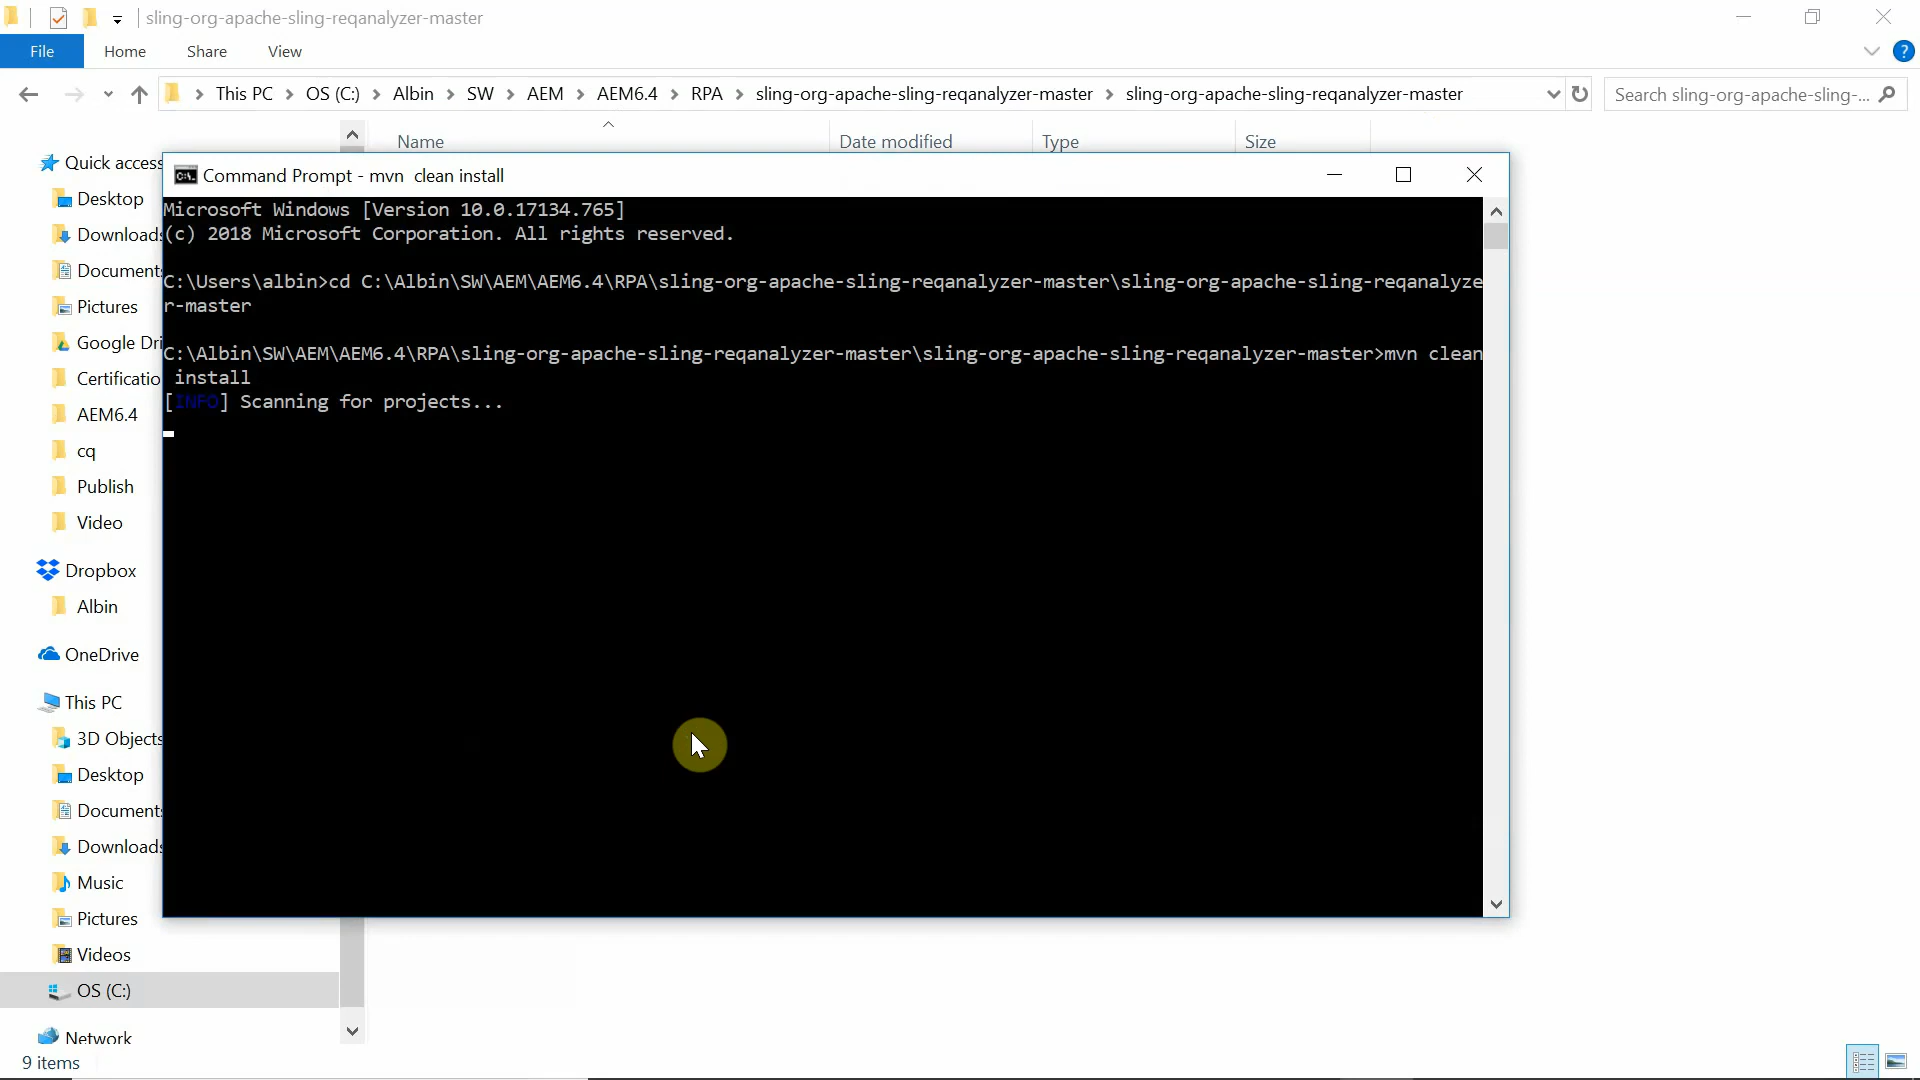 sling-org-apache-sling-reqanalyzer-master
File Home Share View
This PC OS (C:) Albin SW AEM AEM6.4 RPA sling-org-apache-sling-reqanalyzer-master sling-org-apache-sling-reqanalyzer-master Search sling-org-apache-sling-...
Name Date modified Type Size
Quick access
Desktop
Downloads
Documents
Pictures
Google Dri
Certificatio
AEM6.4
cq
Publish
Video
Dropbox
Albin
OneDrive
This PC
3D Objects
Desktop
Documents
Downloads
Music
Pictures
Videos
OS (C:)
Network
9 items
Command Prompt - mvn  clean install
Microsoft Windows [Version 10.0.17134.765]
(c) 2018 Microsoft Corporation. All rights reserved.
C:\Users\albin>cd C:\Albin\SW\AEM\AEM6.4\RPA\sling-org-apache-sling-reqanalyzer-master\sling-org-apache-sling-reqanalyze
r-master
C:\Albin\SW\AEM\AEM6.4\RPA\sling-org-apache-sling-reqanalyzer-master\sling-org-apache-sling-reqanalyzer-master>mvn clean
install
[INFO] Scanning for projects...